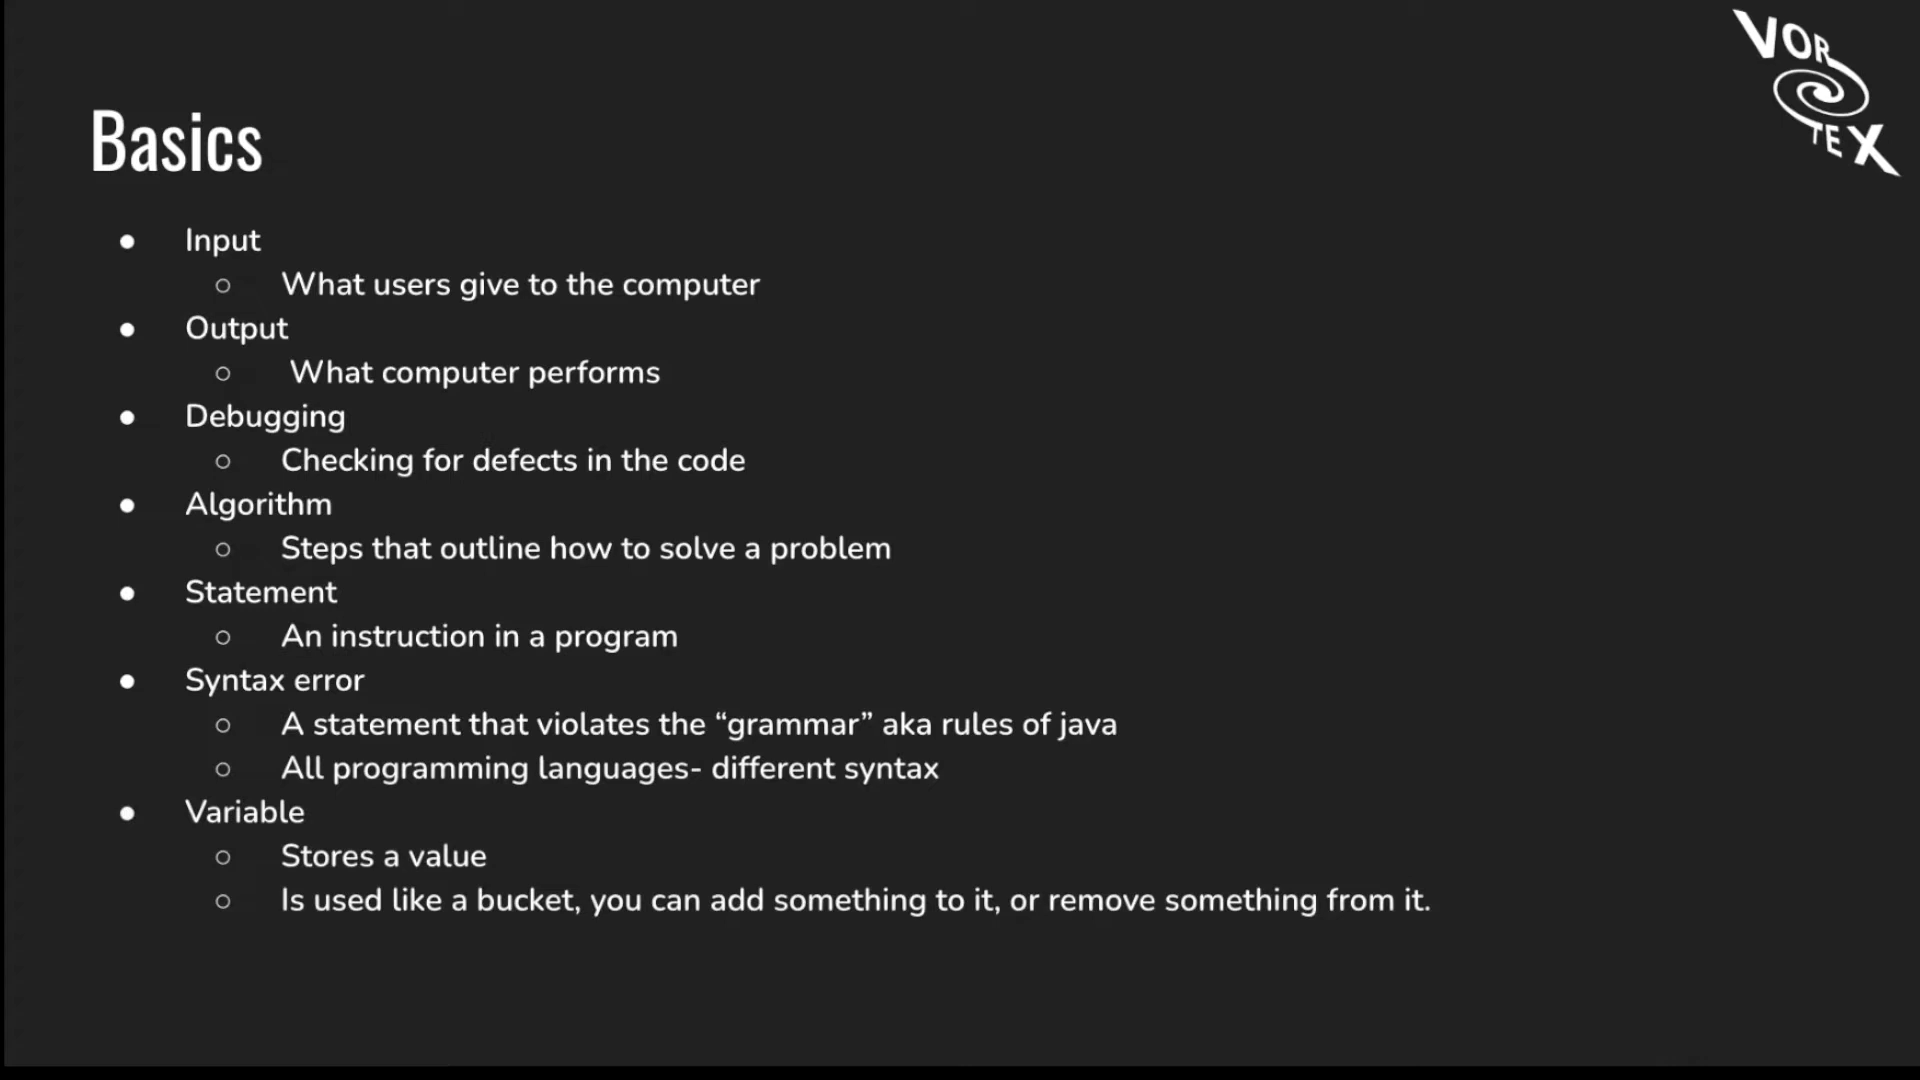 VORTEX
Basics
● Input
○ What users give to the computer
● Output
○ What computer performs
● Debugging
○ Checking for defects in the code
● Algorithm
○ Steps that outline how to solve a problem
● Statement
○ An instruction in a program
● Syntax error
○ A statement that violates the “grammar” aka rules of java
○ All programming languages- different syntax
● Variable
○ Stores a value
○ Is used like a bucket, you can add something to it, or remove something from it.